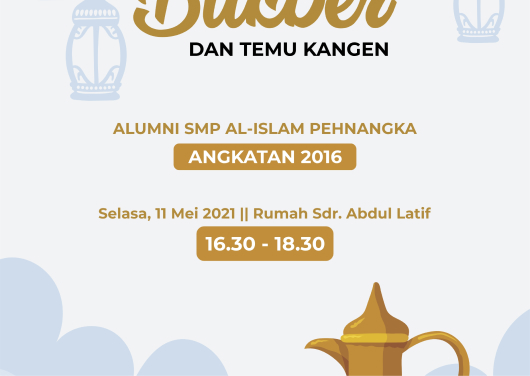 Bukber
DAN TEMU KANGEN
ALUMNI SMP AL-ISLAM PEHNANGKA
ANGKATAN 2016
Selasa, 11 Mei 2021 || Rumah Sdr. Abdul Latif
16.30 - 18.30